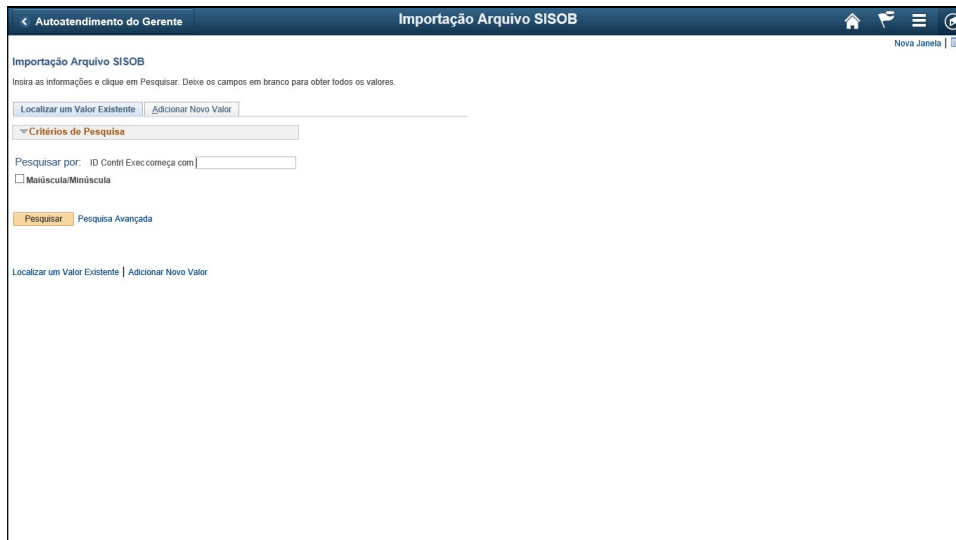 Autoatendimento do Gerente
Importação Arquivo SISOB
Nova Janela |
Importação Arquivo SISOB
Insira as informações e clique em Pesquisar. Deixe os campos em branco para obter todos os valores.
Localizar um Valor Existente Adicionar Novo Valor
Critérios de Pesquisa
Pesquisar por: ID Contrl Exec começa com
Maiúscula/Minúscula
Pesquisar Pesquisa Avançada
Localizar um Valor Existente | Adicionar Novo Valor